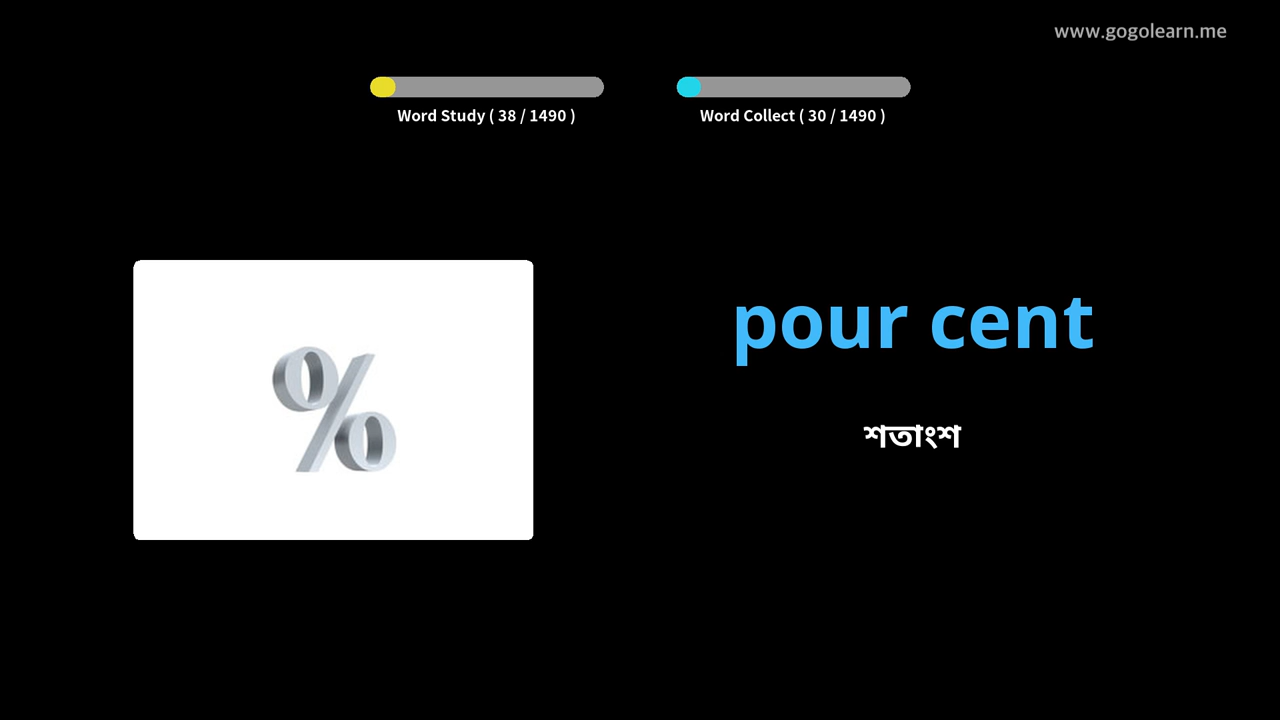 www.gogolearn.me
Word Study ( 38 / 1490 )
Word Collect ( 30 / 1490 )
%
pour cent
শতাংশ